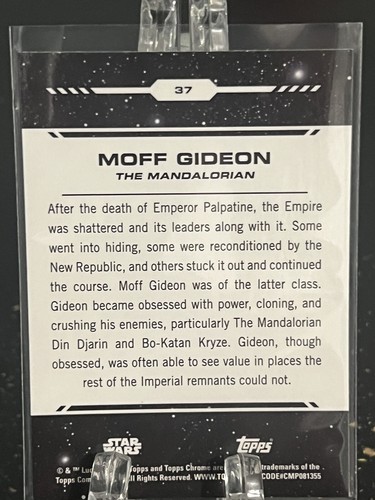 37
MOFF GIDEON
THE MANDALORIAN
After the death of Emperor Palpatine, the Empire
was shattered and its leaders along with it. Some
went into hiding, some were reconditioned by the
New Republic, and others stuck it out and continued
the course. Moff Gideon was of the latter class.
Gideon became obsessed with power, cloning, and
crushing his enemies, particularly The Mandalorian
Din Djarin and Bo-Katan Kryze. Gideon, though
obsessed, was often able to see value in places the
rest of the Imperial remnants could not.
STAR WARS
Topps
© & ™ Topps and Topps Chrome are trademarks of the
Topps All Rights Reserved. CODE#CMP081355